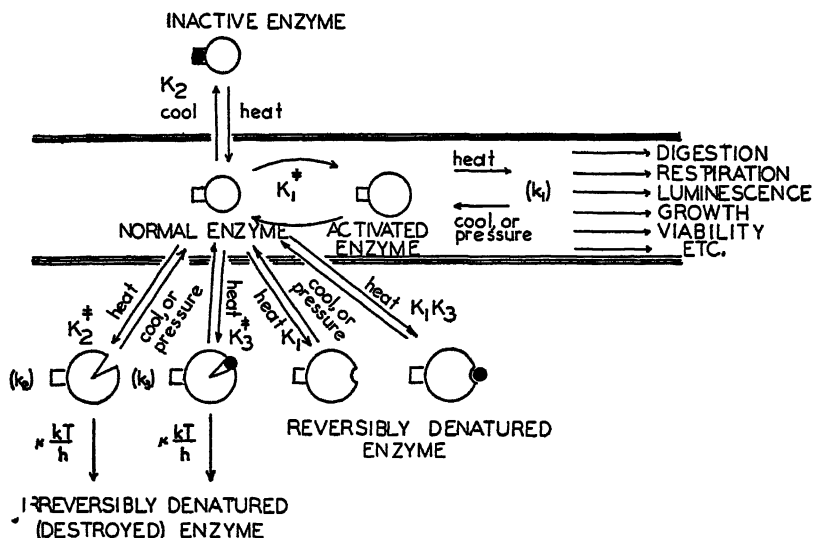 INACTIVE ENZYME
K₂
cool
heat
K₁‡
NORMAL ENZYME
ACTIVATED
ENZYME
heat
(k₁)
cool, or
pressure
DIGESTION
RESPIRATION
LUMINESCENCE
GROWTH
VIABILITY
ETC.
K₂‡
heat
cool, or
pressure
heat
K₃‡
heat
K₁
cool, or
pressure
heat
K₁K₃
(k₂)
(k₃)
REVERSIBLY DENATURED
ENZYME
κ kT/h
κ kT/h
IRREVERSIBLY DENATURED
(DESTROYED) ENZYME